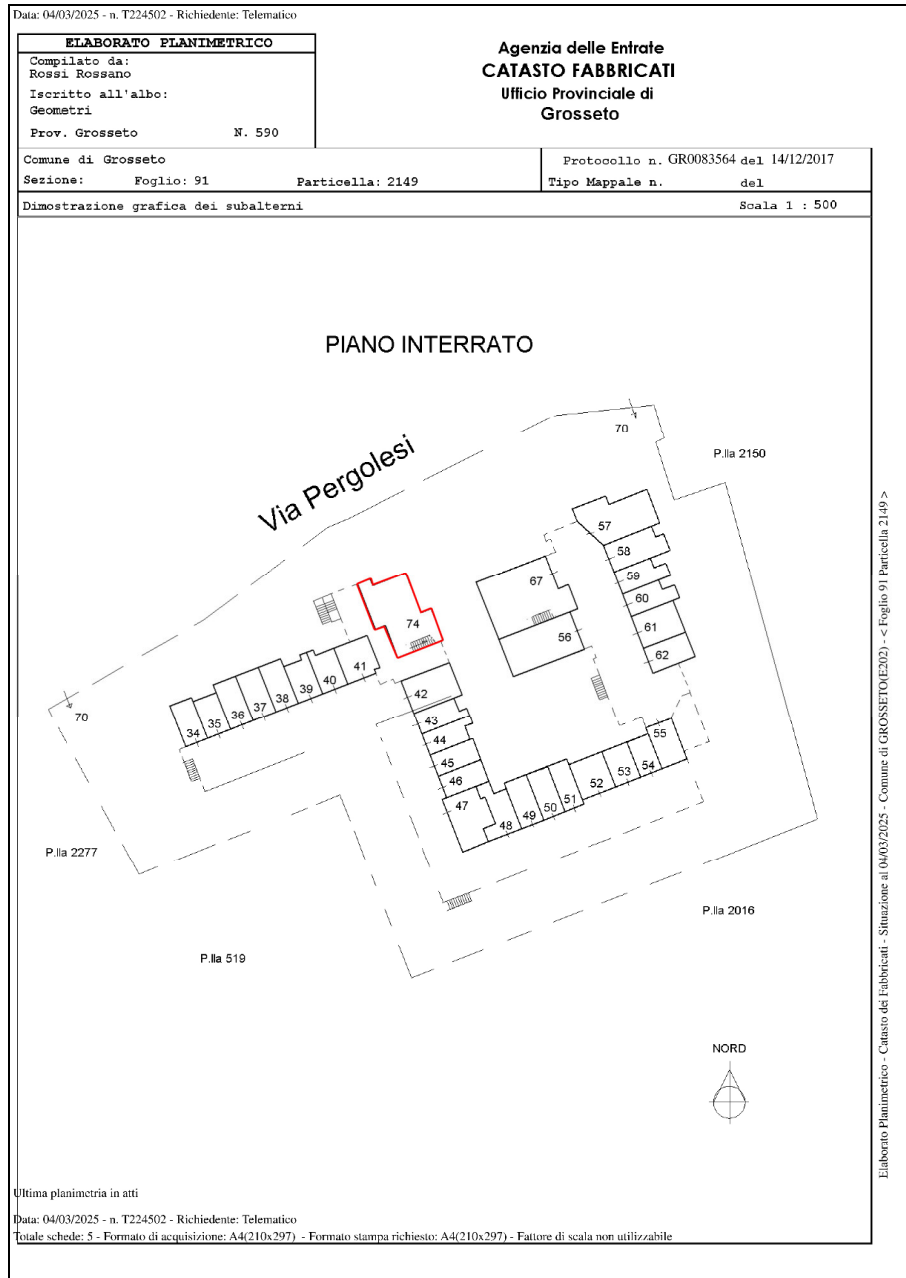 Data: 04/03/2025 - n. T224502 - Richiedente: Telematico
ELABORATO PLANIMETRICO
Compilato da:
Rossi Rossano
Iscritto all'albo:
Geometri
Prov. Grosseto N. 590
Agenzia delle Entrate
CATASTO FABBRICATI
Ufficio Provinciale di
Grosseto
Comune di Grosseto
Sezione: Foglio: 91 Particella: 2149
Protocollo n. GR0083564 del 14/12/2017
Tipo Mappale n. del
Dimostrazione grafica dei subalterni Scala 1 : 500
PIANO INTERRATO
Via Pergolesi
70
P.lla 2150
57
58
59
60
61
62
67
56
74
41
40
39
38
37
36
35
34
70
42
43
44
45
46
47
48
49
50
51
52
53
54
55
P.lla 2277
P.lla 2016
P.lla 519
NORD
Elaborato Planimetrico - Catasto dei Fabbricati - Situazione al 04/03/2025 - Comune di GROSSETO(E202) - < Foglio 91 Particella 2149 >
Ultima planimetria in atti
Data: 04/03/2025 - n. T224502 - Richiedente: Telematico
Totale schede: 5 - Formato di acquisizione: A4(210x297) - Formato stampa richiesto: A4(210x297) - Fattore di scala non utilizzabile